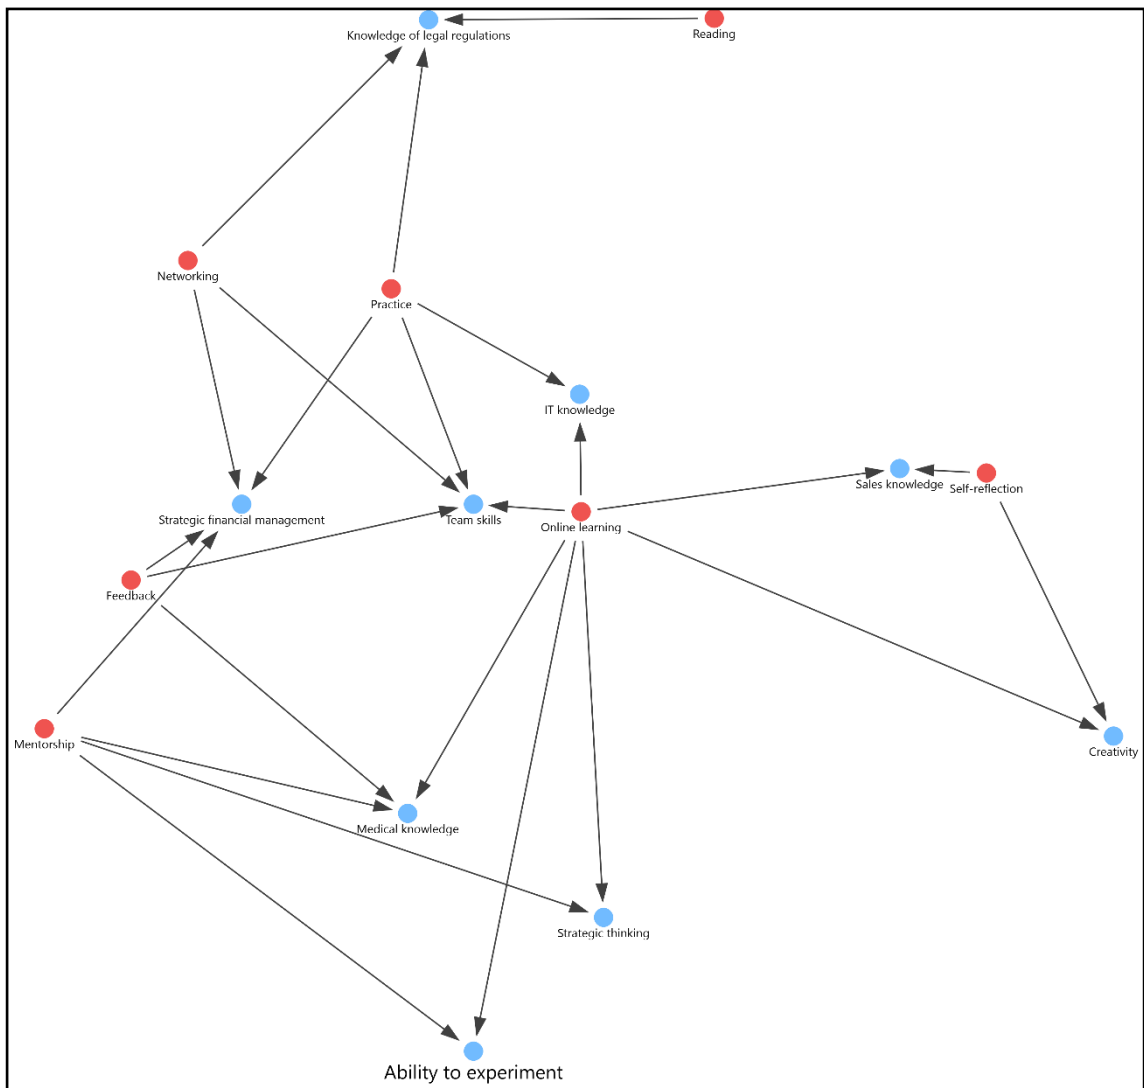 Knowledge of legal regulations
Reading
Networking
Practice
IT knowledge
Sales knowledge
Self-reflection
Strategic financial management
Team skills
Online learning
Feedback
Mentorship
Creativity
Medical knowledge
Strategic thinking
Ability to experiment